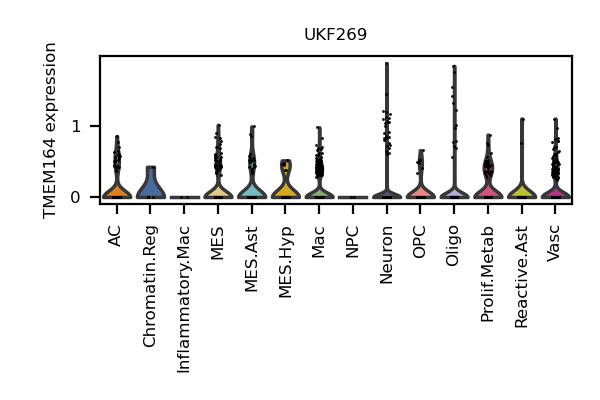 UKF269
TMEM164 expression
1
0
AC
Chromatin.Reg
Inflammatory.Mac
MES
MES.Ast
MES.Hyp
Mac
NPC
Neuron
OPC
Oligo
Prolif.Metab
Reactive.Ast
Vasc